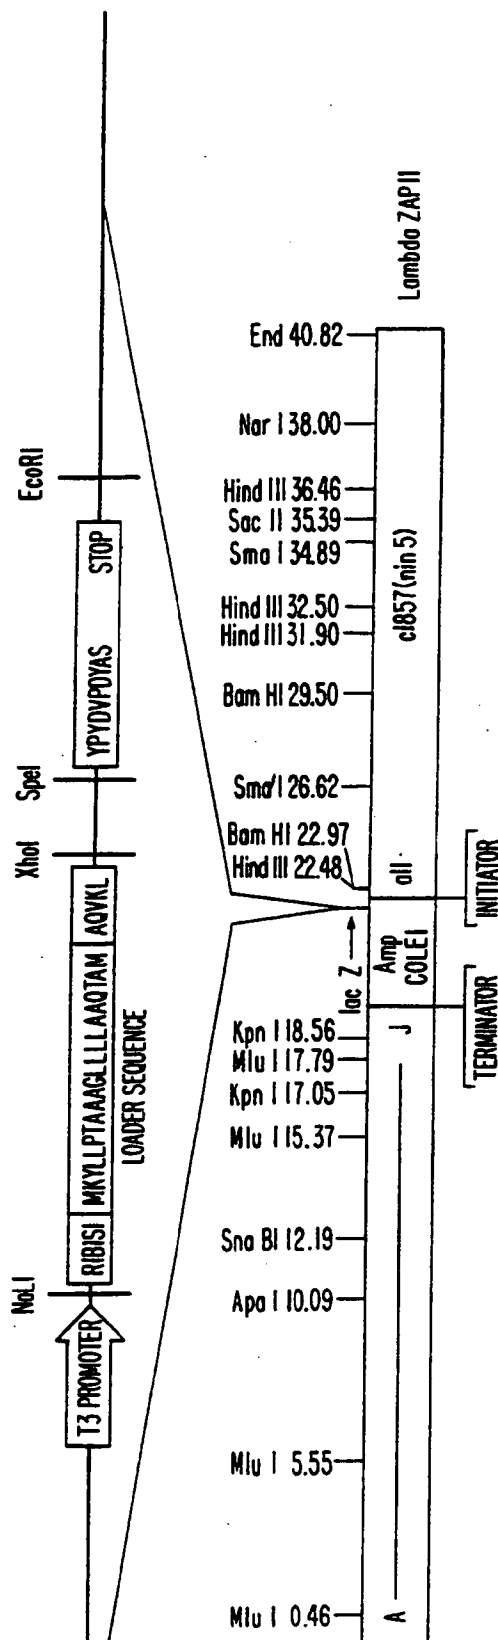 EcoRI
SpeI
XhoI
NoLI
YPYDVPDYAS STOP
RIBISI MKYLLPTAAAGLLLLAAQTAM AQVKL
LOADER SEQUENCE
T3 PROMOTER
Lambda ZAPII
End 40.82
Nar I 38.00
Hind III 36.46
Sac II 35.39
Sma I 34.89
Hind III 32.50
Hind III 31.90
Bam HI 29.50
Sma'I 26.62
Bam HI 22.97
Hind III 22.48
lac Z
Kpn I 18.56
Mlu I 17.79
Kpn I 17.05
Mlu I 15.37
Sna BI 12.19
Apa I 10.09
Mlu I 5.55
Mlu I 0.46
cI857 (nin 5)
all
Amp
COLEI
J
A
INITIATOR
TERMINATOR